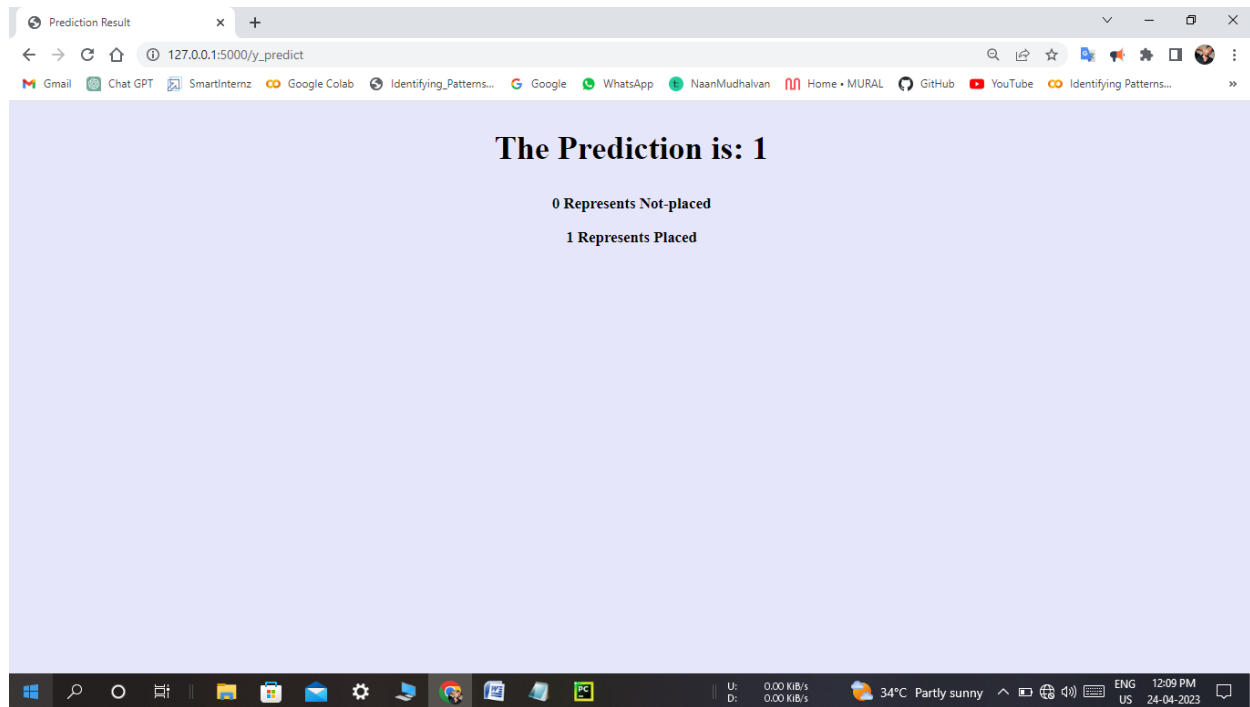 Prediction Result
127.0.0.1:5000/y_predict
Gmail Chat GPT SmartInternz Google Colab Identifying_Patterns... Google WhatsApp NaanMudhalvan Home • MURAL GitHub YouTube Identifying Patterns... »
The Prediction is: 1
0 Represents Not-placed
1 Represents Placed
U: 0.00 KiB/s
D: 0.00 KiB/s
34°C Partly sunny
ENG
US
12:09 PM
24-04-2023